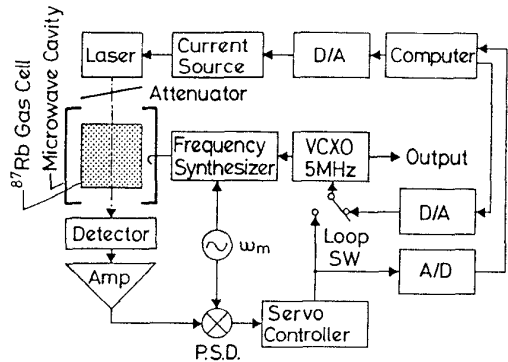 Laser
Current
Source
D/A
Computer
Attenuator
87Rb Gas Cell
Microwave Cavity
Frequency
Synthesizer
VCXO
5MHz
Output
Detector
D/A
Loop
SW
Amp
ωm
A/D
Servo
Controller
P.S.D.